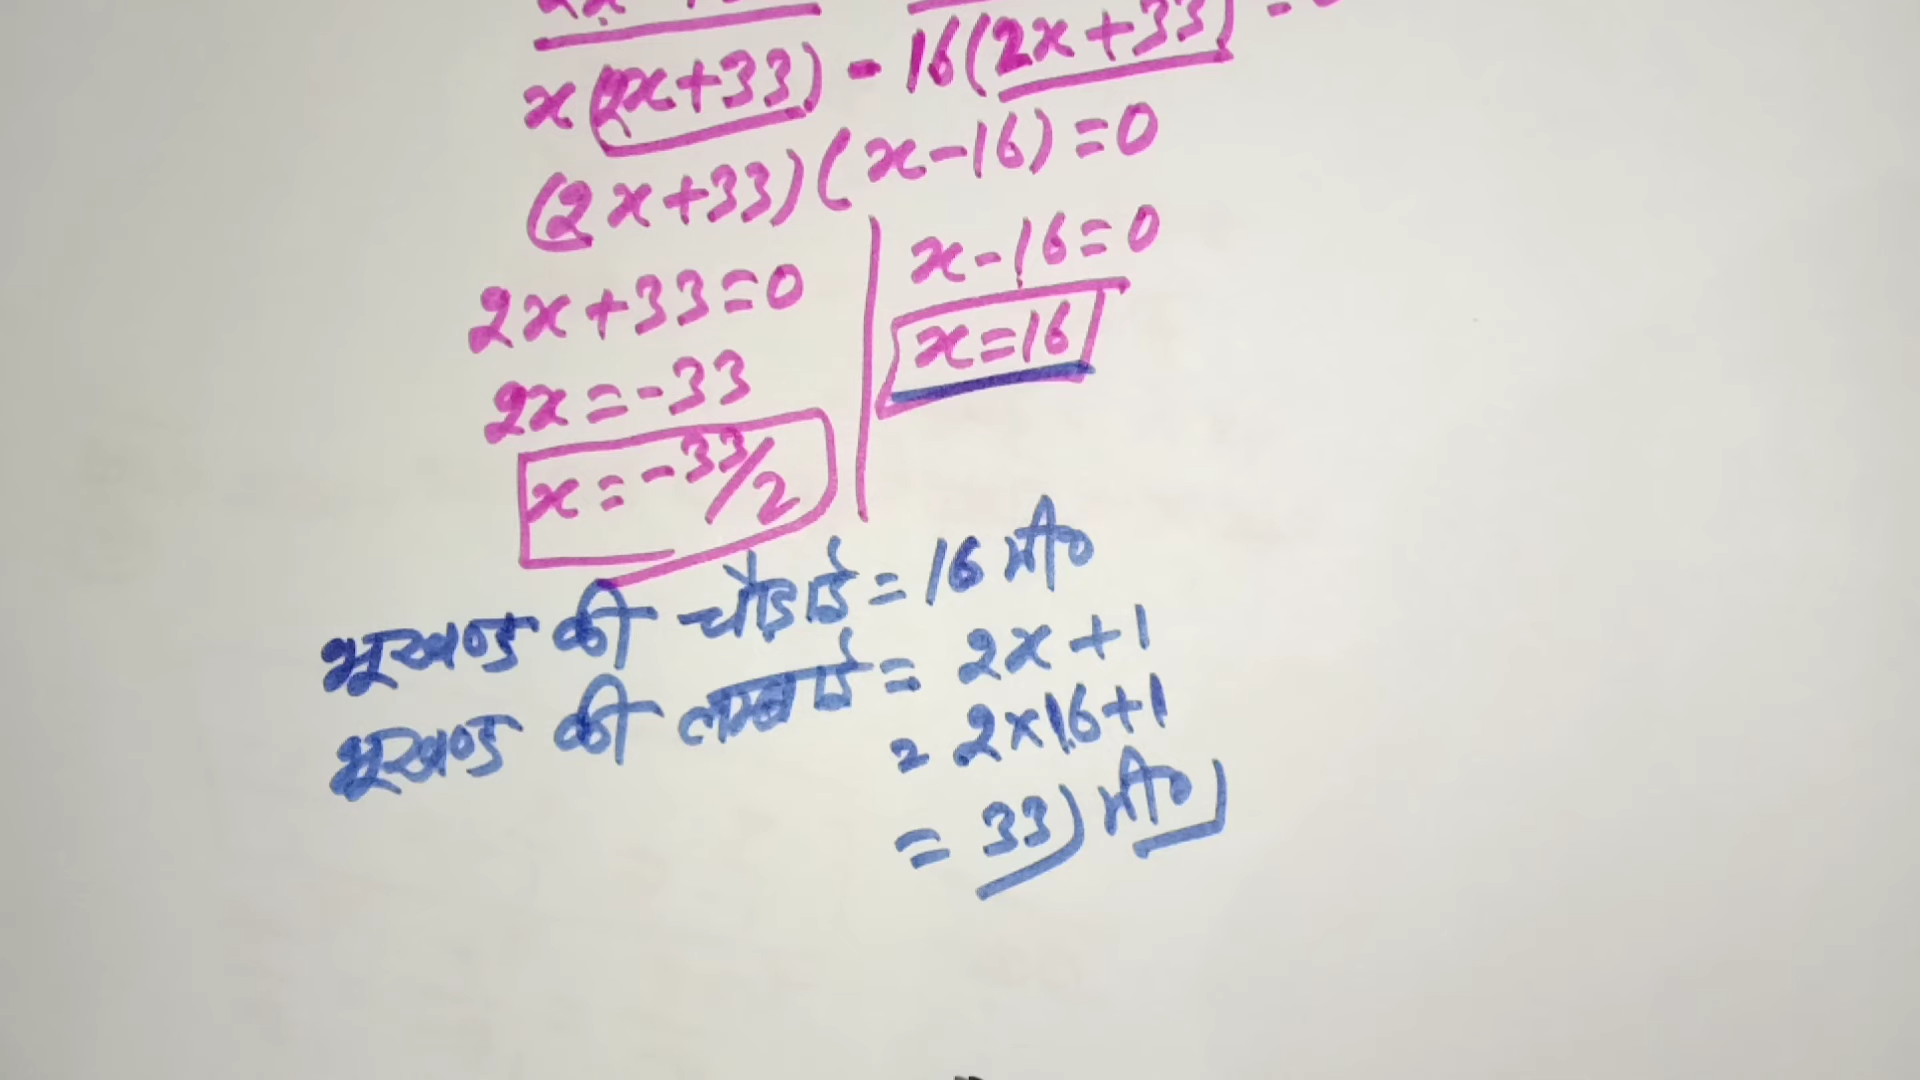 x(2x+33) - 16(2x+33) =
(2x+33)(x-16)=0
2x+33=0
2x=-33
x=-33/2
x-16=0
x=16
भूखण्ड की चौड़ाई = 16 मी०
भूखण्ड की लम्बाई = 2x+1
= 2×16+1
= 33 मी०